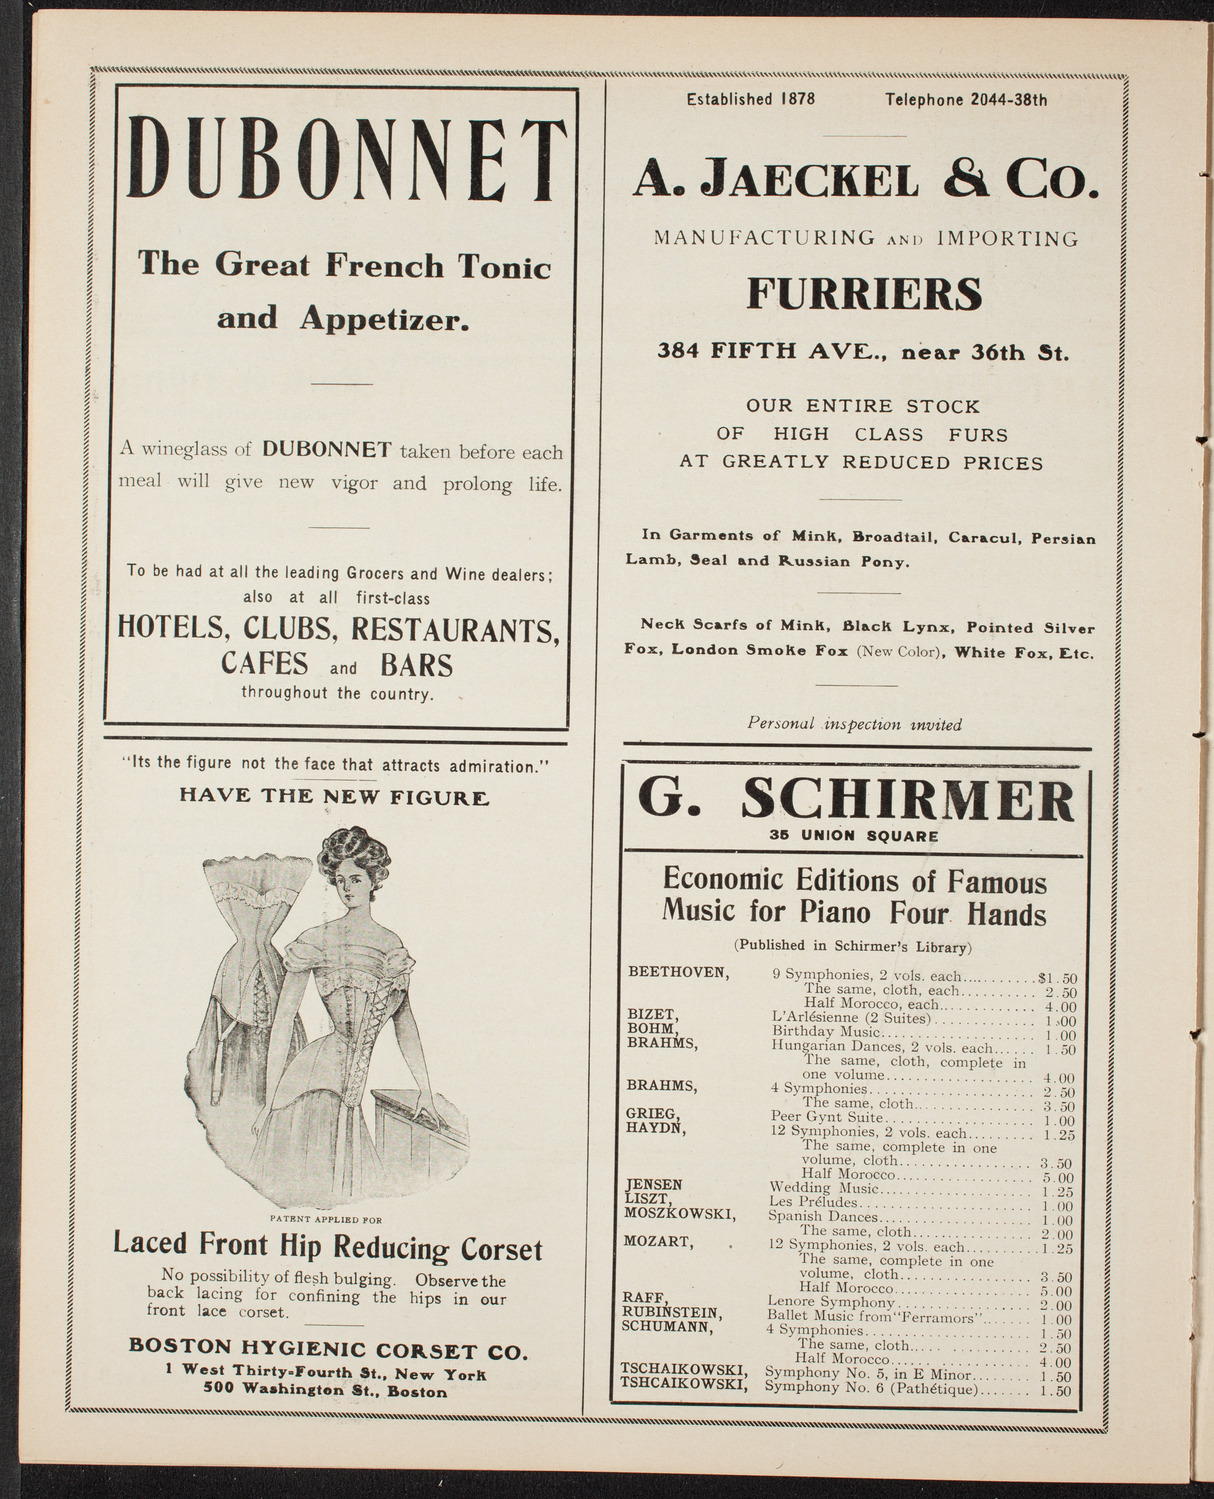 DUBONNET
The Great French Tonic
and Appetizer.
A wineglass of DUBONNET taken before each
meal will give new vigor and prolong life.
To be had at all the leading Grocers and Wine dealers;
also at all first-class
HOTELS, CLUBS, RESTAURANTS,
CAFES and BARS
throughout the country.
"Its the figure not the face that attracts admiration."
HAVE THE NEW FIGURE
PATENT APPLIED FOR
Laced Front Hip Reducing Corset
No possibility of flesh bulging. Observe the
back lacing for confining the hips in our
front lace corset.
BOSTON HYGIENIC CORSET CO.
1 West Thirty-Fourth St., New York
500 Washington St., Boston
Established 1878 Telephone 2044-38th
A. JAECKEL & CO.
MANUFACTURING AND IMPORTING
FURRIERS
384 FIFTH AVE., near 36th St.
OUR ENTIRE STOCK
OF HIGH CLASS FURS
AT GREATLY REDUCED PRICES
In Garments of Mink, Broadtail, Caracul, Persian
Lamb, Seal and Russian Pony.
Neck Scarfs of Mink, Black Lynx, Pointed Silver
Fox, London Smoke Fox (New Color), White Fox, Etc.
Personal inspection invited
G. SCHIRMER
35 UNION SQUARE
Economic Editions of Famous
Music for Piano Four Hands
(Published in Schirmer's Library)
BEETHOVEN, 9 Symphonies, 2 vols. each..........$1.50
The same, cloth, each.......... 2.50
Half Morocco, each............. 4.00
BIZET, L'Arlésienne (2 Suites)............. 1.00
BOHM, Birthday Music..................... 1.00
BRAHMS, Hungarian Dances, 2 vols. each...... 1.50
The same, cloth, complete in
one volume.................... 4.00
BRAHMS, 4 Symphonies....................... 2.50
The same, cloth................ 3.50
GRIEG, Peer Gynt Suite..................... 1.00
HAYDN, 12 Symphonies, 2 vols. each......... 1.25
The same, complete in one
volume, cloth.................. 3.50
Half Morocco................... 5.00
JENSEN Wedding Music..................... 1.25
LISZT, Les Préludes........................ 1.00
MOSZKOWSKI, Spanish Dances..................... 1.00
The same, cloth................ 2.00
MOZART, 12 Symphonies, 2 vols. each..........1.25
The same, complete in one
volume, cloth.................. 3.50
Half Morocco................... 5.00
RAFF, Lenore Symphony.................. 2.00
RUBINSTEIN, Ballet Music from "Ferramors"...... 1.00
SCHUMANN, 4 Symphonies....................... 1.50
The same, cloth................ 2.50
Half Morocco................... 4.00
TSCHAIKOWSKI, Symphony No. 5, in E Minor........ 1.50
TSHCAIKOWSKI, Symphony No. 6 (Pathétique)....... 1.50